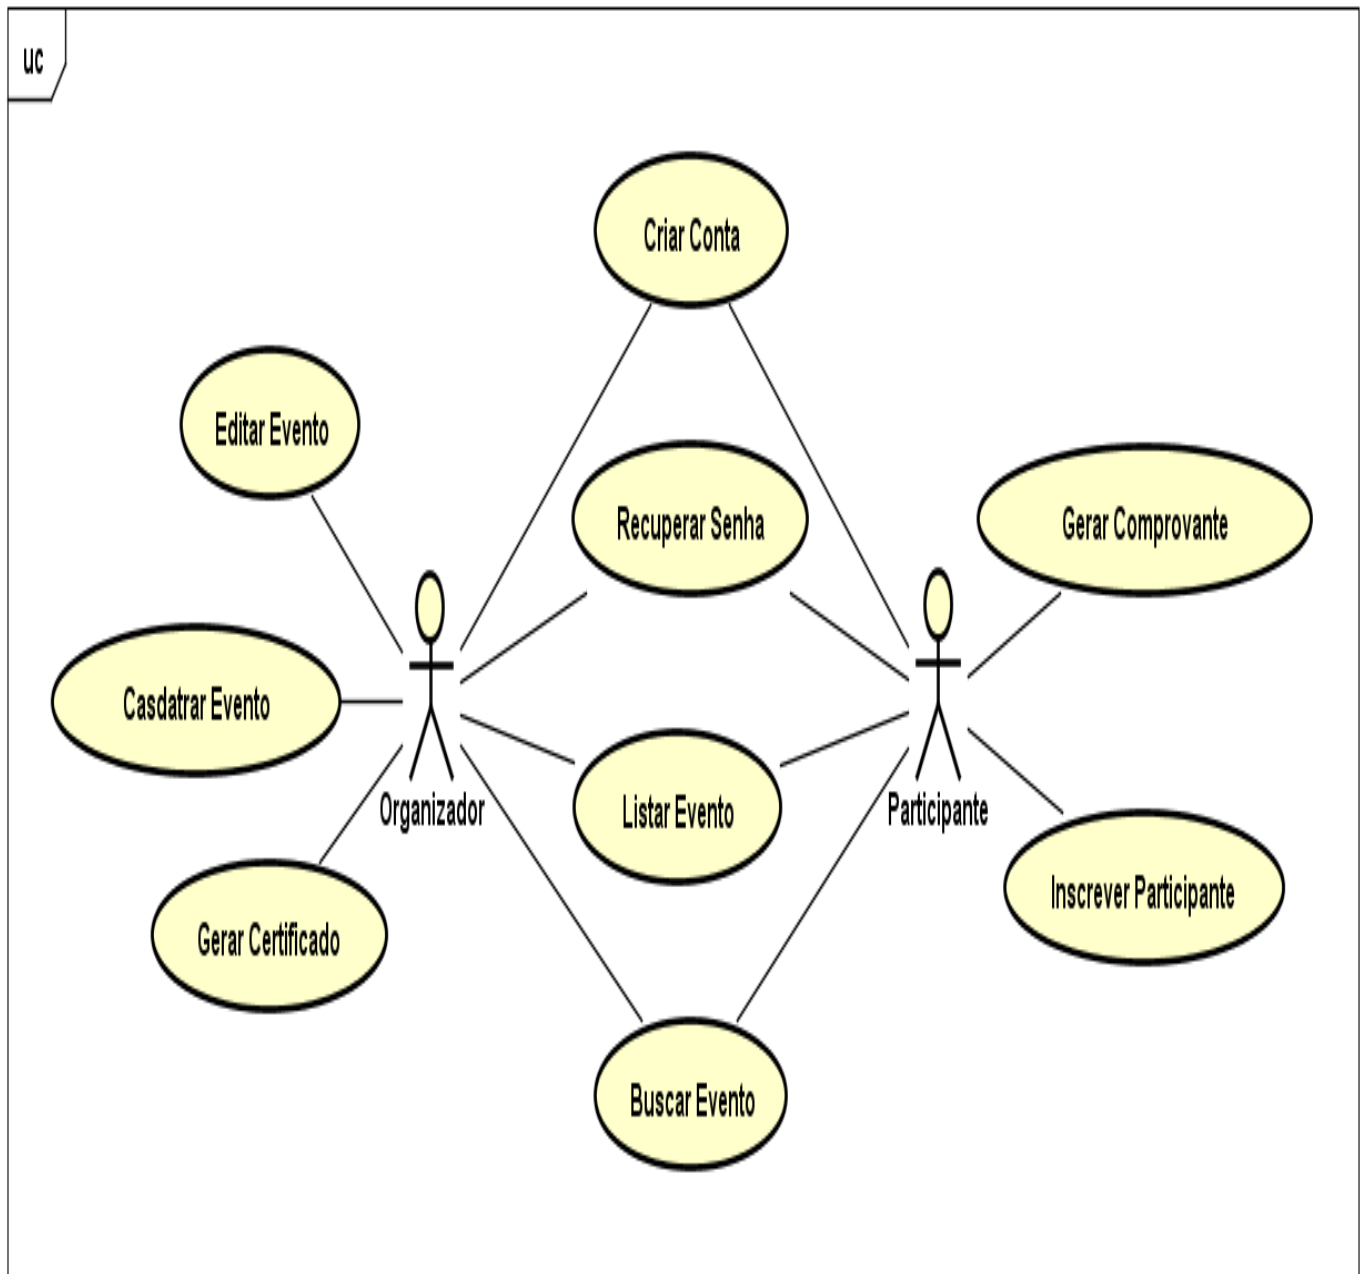 uc
Criar Conta
Editar Evento
Recuperar Senha
Gerar Comprovante
Casdatrar Evento
Organizador
Listar Evento
Participante
Inscrever Participante
Gerar Certificado
Buscar Evento